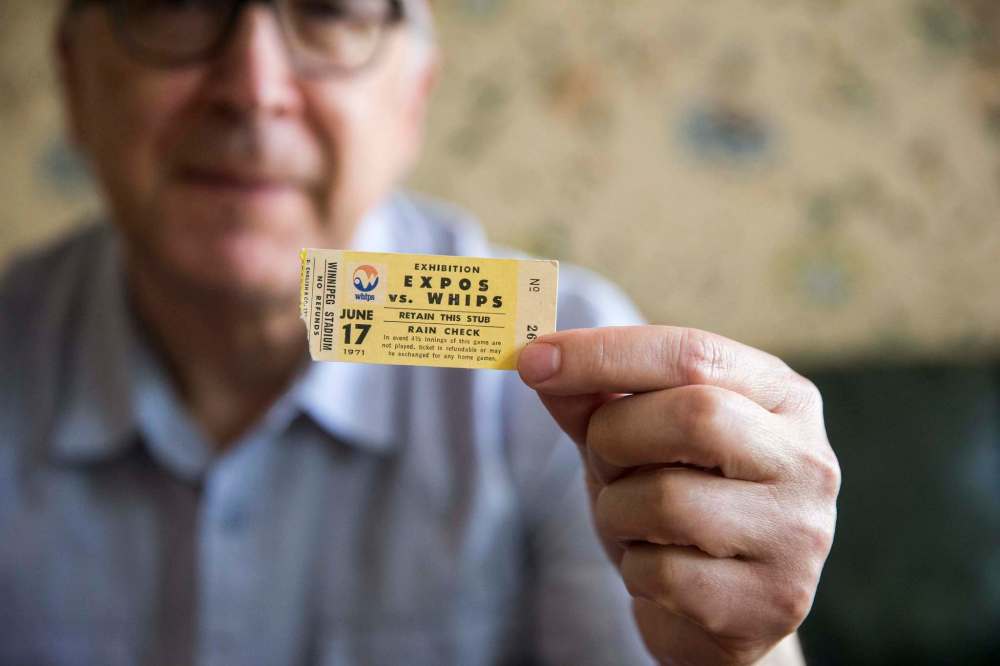 WINNIPEG STADIUM
NO REFUNDS
whips
JUNE
17
1971
EXHIBITION
EXPOS
vs. WHIPS
RETAIN THIS STUB
RAIN CHECK
In event 4½ innings of this game are
not played, ticket is refundable or may
be exchanged for any home games.
No